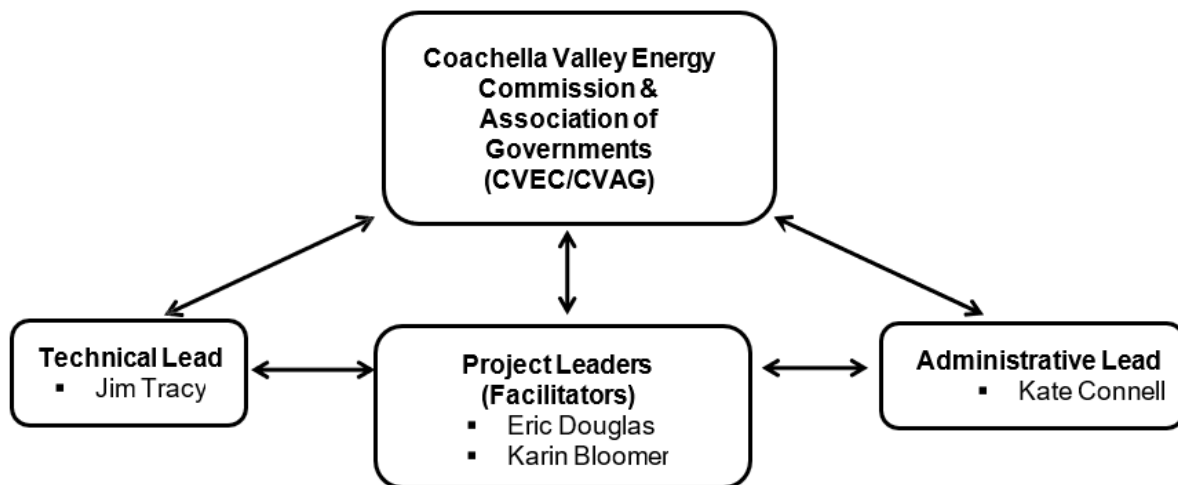 Coachella Valley Energy
Commission &
Association of
Governments
(CVEC/CVAG)
Technical Lead
▪ Jim Tracy
Project Leaders
(Facilitators)
▪ Eric Douglas
▪ Karin Bloomer
Administrative Lead
▪ Kate Connell